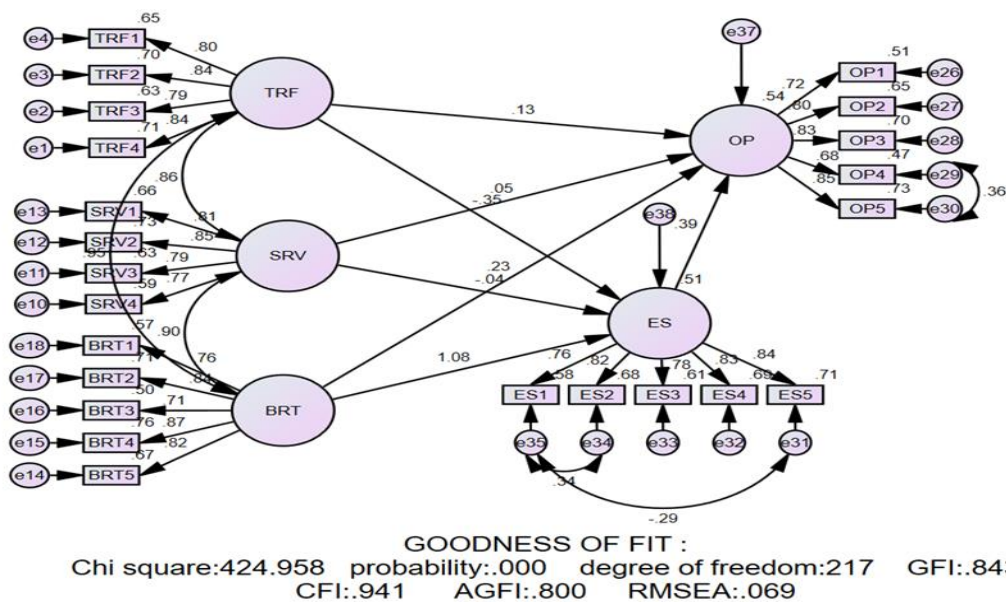 .65
e4 TRF1 .80
.70
e3 TRF2 .84
.63
e2 TRF3 .79
.71 .84
e1 TRF4
TRF
.13
e37
.54
.72 OP1 .51 e26
.80 OP2 .65 e27
.83 OP3 .70 e28
.68 OP4 .47 e29
.85 OP5 .73 e30
.36
OP
.66 .86
e13 SRV1 .81
.73
e12 SRV2 .85
.95 .63
e11 SRV3 .79
.59 .77
e10 SRV4
SRV
.05
-.35
e38
.39
.23
-.04
.51
ES
.57 .90
e18 BRT1 .76
.71
e17 BRT2 .84
.50
e16 BRT3 .71
.76
e15 BRT4 .87
.67 .82
e14 BRT5
BRT
1.08
.76 .82 .78 .83 .84
.58 .68 .61 .69 .71
ES1 ES2 ES3 ES4 ES5
e35 e34 e33 e32 e31
.34
-.29
GOODNESS OF FIT :
Chi square:424.958 probability:.000 degree of freedom:217 GFI:.84
CFI:.941 AGFI:.800 RMSEA:.069